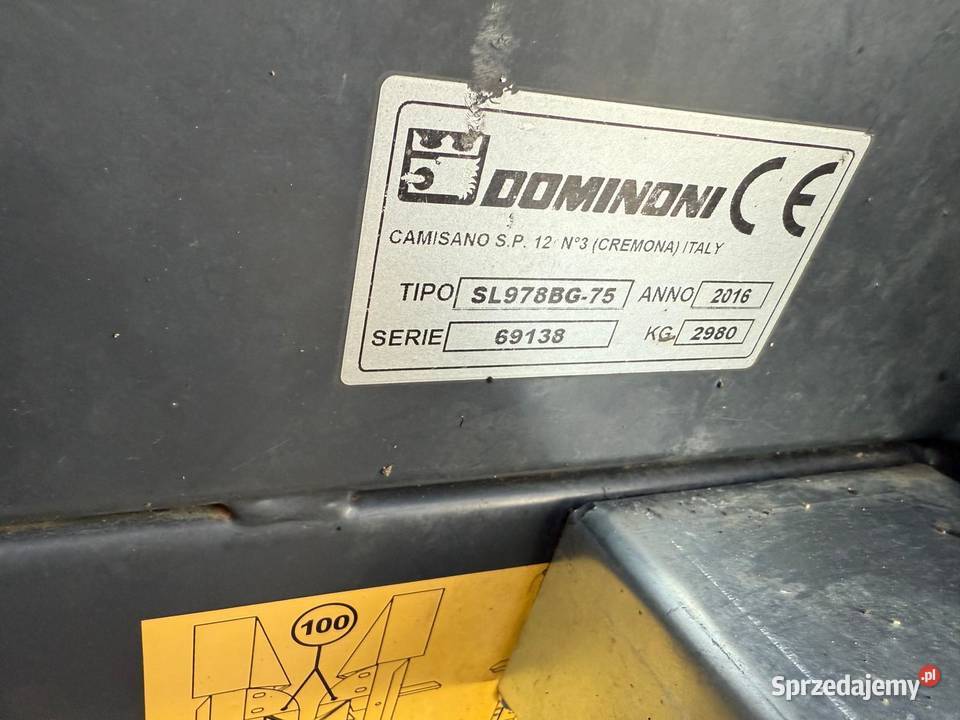 DOMINONI CE
CAMISANO S.P. 12 N°3 (CREMONA) ITALY
TIPO SL978BG-75 ANNO 2016
SERIE 69138 KG 2980
100
Sprzedajemy.pl